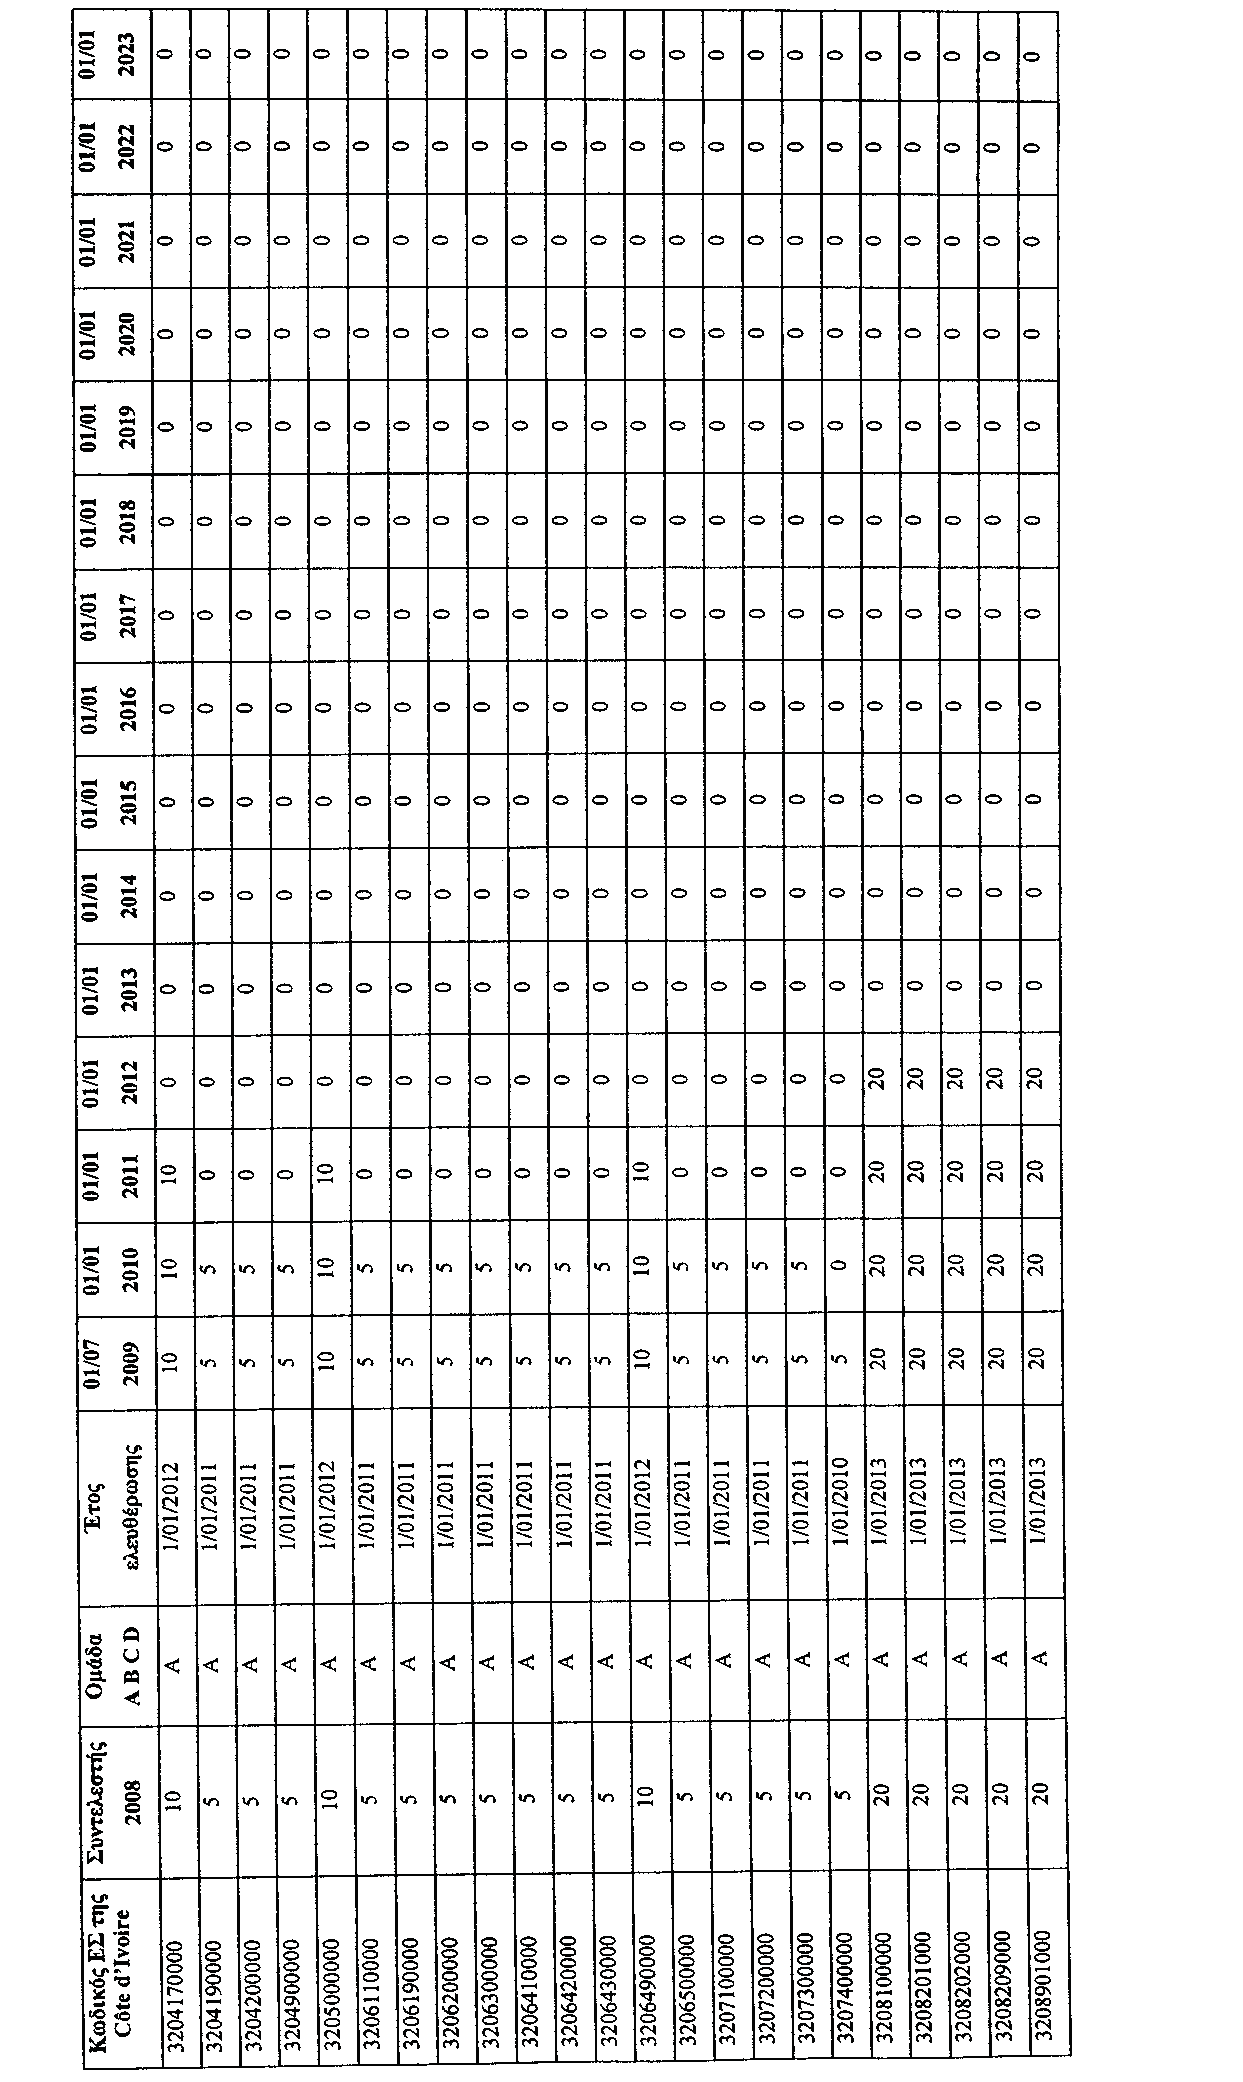 Κωδικός ΕΣ της Côte d'Ivoire Συντελεστής 2008 Ομάδα A B C D Έτος ελευθέρωσης 01/07 2009 01/01 2010 01/01 2011 01/01 2012 01/01 2013 01/01 2014 01/01 2015 01/01 2016 01/01 2017 01/01 2018 01/01 2019 01/01 2020 01/01 2021 01/01 2022 01/01 2023
3204170000 10 A 1/01/2012 10 10 10 0 0 0 0 0 0 0 0 0 0 0 0
3204190000 5 A 1/01/2011 5 5 0 0 0 0 0 0 0 0 0 0 0 0 0
3204200000 5 A 1/01/2011 5 5 0 0 0 0 0 0 0 0 0 0 0 0 0
3204900000 5 A 1/01/2011 5 5 0 0 0 0 0 0 0 0 0 0 0 0 0
3205000000 10 A 1/01/2012 10 10 10 0 0 0 0 0 0 0 0 0 0 0 0
3206110000 5 A 1/01/2011 5 5 0 0 0 0 0 0 0 0 0 0 0 0 0
3206190000 5 A 1/01/2011 5 5 0 0 0 0 0 0 0 0 0 0 0 0 0
3206200000 5 A 1/01/2011 5 5 0 0 0 0 0 0 0 0 0 0 0 0 0
3206300000 5 A 1/01/2011 5 5 0 0 0 0 0 0 0 0 0 0 0 0 0
3206410000 5 A 1/01/2011 5 5 0 0 0 0 0 0 0 0 0 0 0 0 0
3206420000 5 A 1/01/2011 5 5 0 0 0 0 0 0 0 0 0 0 0 0 0
3206430000 5 A 1/01/2011 5 5 0 0 0 0 0 0 0 0 0 0 0 0 0
3206490000 10 A 1/01/2012 10 10 10 0 0 0 0 0 0 0 0 0 0 0 0
3206500000 5 A 1/01/2011 5 5 0 0 0 0 0 0 0 0 0 0 0 0 0
3207100000 5 A 1/01/2011 5 5 0 0 0 0 0 0 0 0 0 0 0 0 0
3207200000 5 A 1/01/2011 5 5 0 0 0 0 0 0 0 0 0 0 0 0 0
3207300000 5 A 1/01/2011 5 5 0 0 0 0 0 0 0 0 0 0 0 0 0
3207400000 5 A 1/01/2010 5 0 0 0 0 0 0 0 0 0 0 0 0 0 0
3208100000 20 A 1/01/2013 20 20 20 20 0 0 0 0 0 0 0 0 0 0 0
3208201000 20 A 1/01/2013 20 20 20 20 0 0 0 0 0 0 0 0 0 0 0
3208202000 20 A 1/01/2013 20 20 20 20 0 0 0 0 0 0 0 0 0 0 0
3208209000 20 A 1/01/2013 20 20 20 20 0 0 0 0 0 0 0 0 0 0 0
3208901000 20 A 1/01/2013 20 20 20 20 0 0 0 0 0 0 0 0 0 0 0